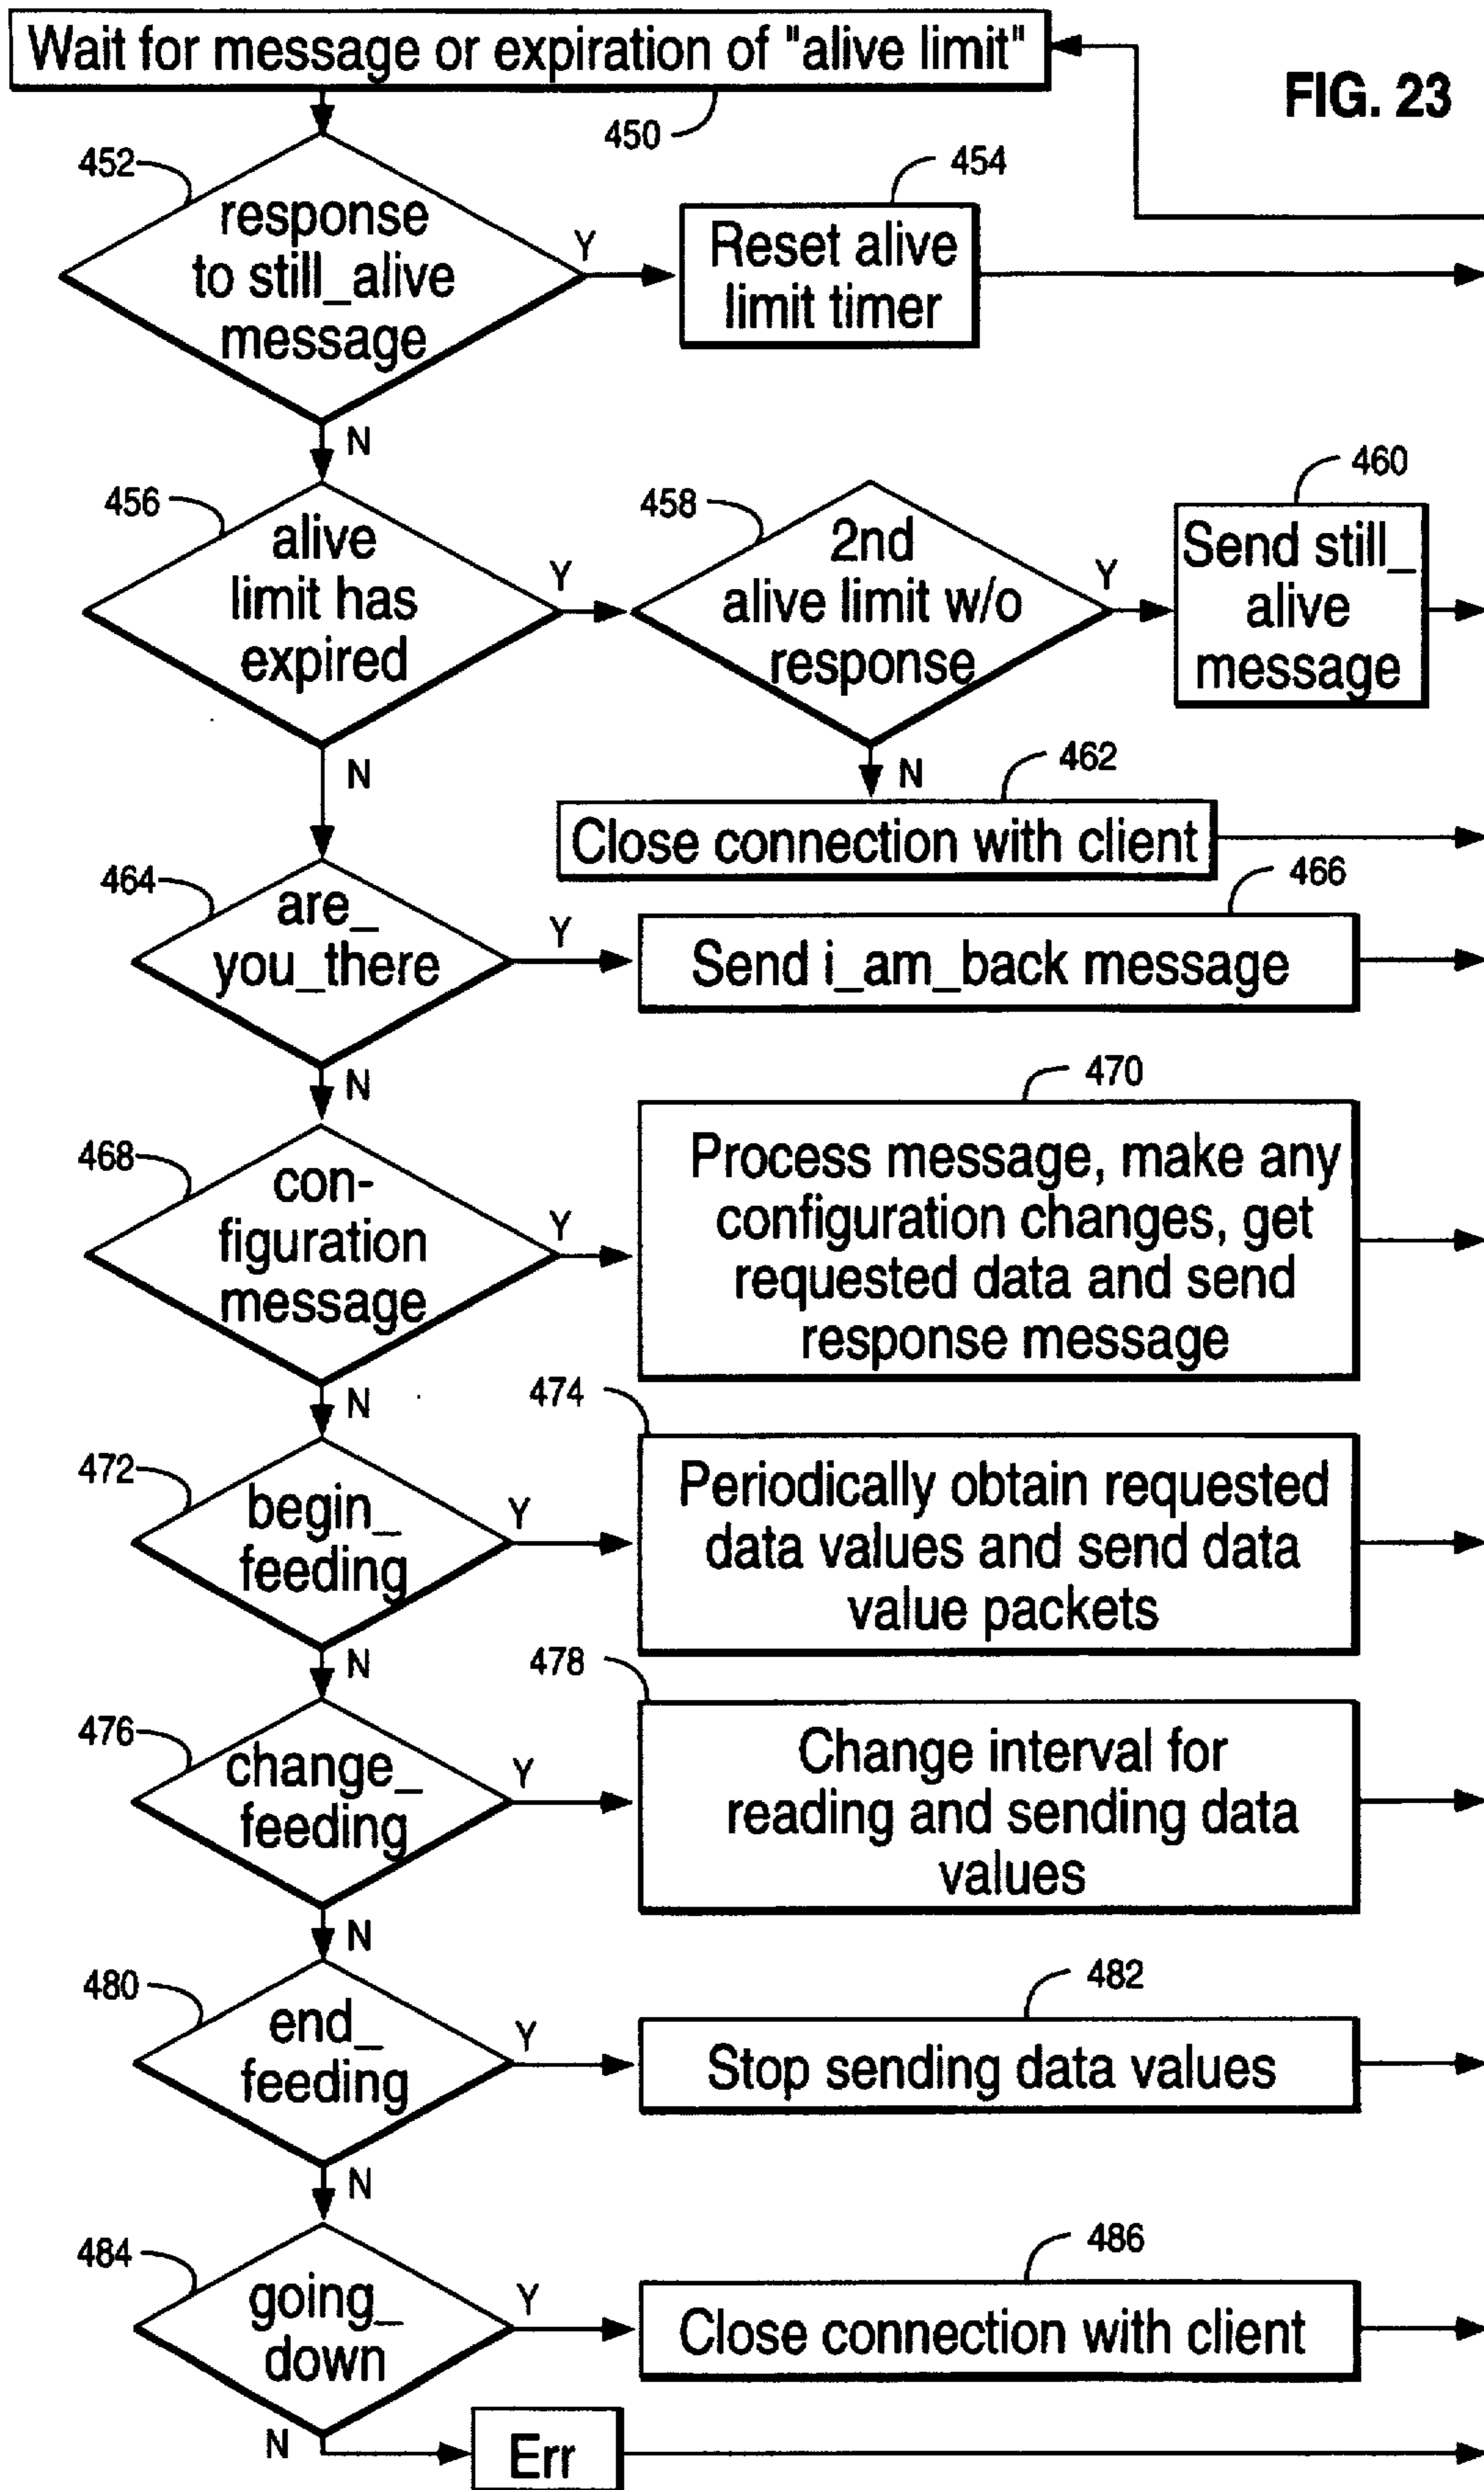 Wait for message or expiration of "alive limit"
FIG. 23
450
452
response
to still_alive
message
Y
454
Reset alive
limit timer
N
456
alive
limit has
expired
Y
458
2nd
alive limit w/o
response
Y
460
Send still_
alive
message
N
N
462
Close connection with client
464
are_
you_there
Y
466
Send i_am_back message
N
468
con-
figuration
message
Y
470
Process message, make any
configuration changes, get
requested data and send
response message
N
472
begin_
feeding
Y
474
Periodically obtain requested
data values and send data
value packets
N
476
change_
feeding
Y
478
Change interval for
reading and sending data
values
N
480
end_
feeding
Y
482
Stop sending data values
N
484
going_
down
Y
486
Close connection with client
N
Err